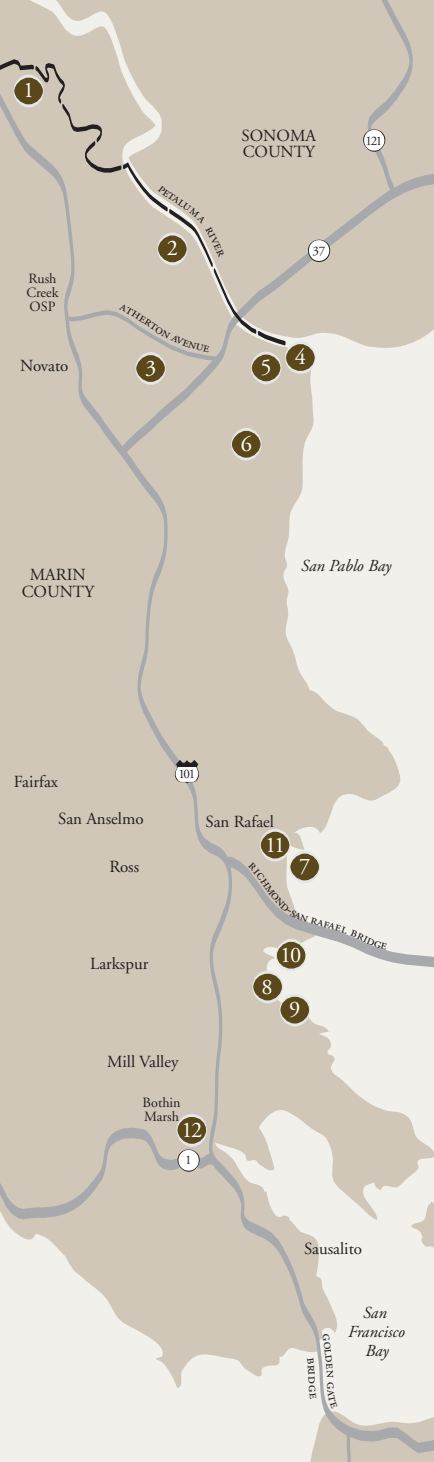 1
SONOMA
COUNTY
121
PETALUMA RIVER
2
37
Rush
Creek
OSP
ATHERTON AVENUE
Novato
3
5
4
6
San Pablo Bay
MARIN
COUNTY
101
Fairfax
San Anselmo
San Rafael
11
7
Ross
RICHMOND-SAN RAFAEL BRIDGE
10
Larkspur
8
9
Mill Valley
Bothin
Marsh
12
1
Sausalito
San
Francisco
Bay
GOLDEN GATE
BRIDGE